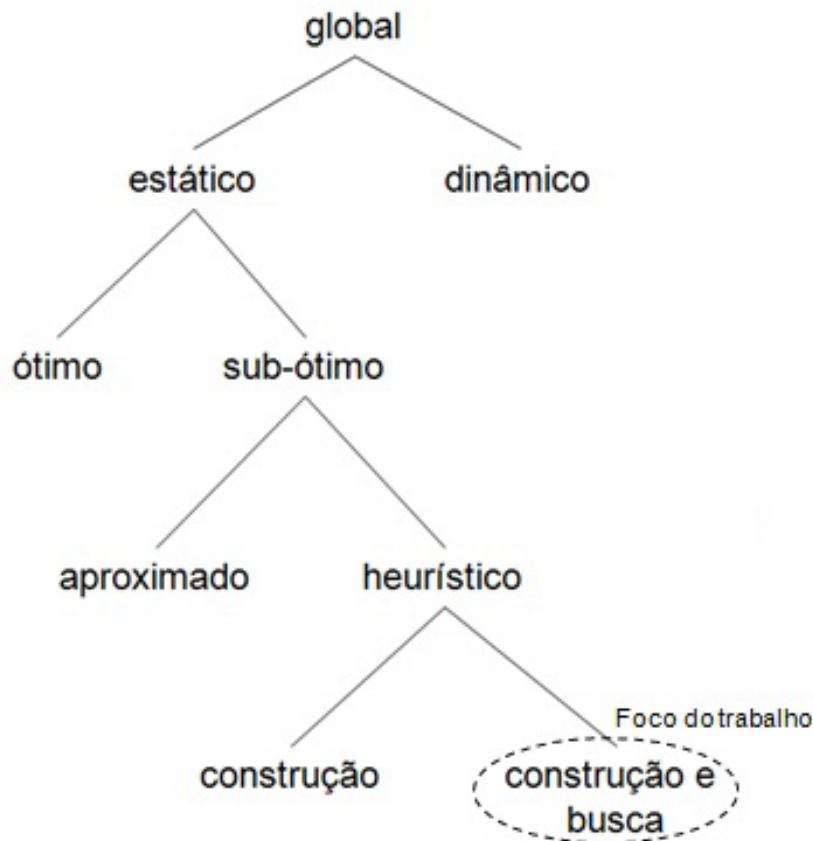 global
estático dinâmico
ótimo sub-ótimo
aproximado heurístico
Foco do trabalho
construção construção e
busca